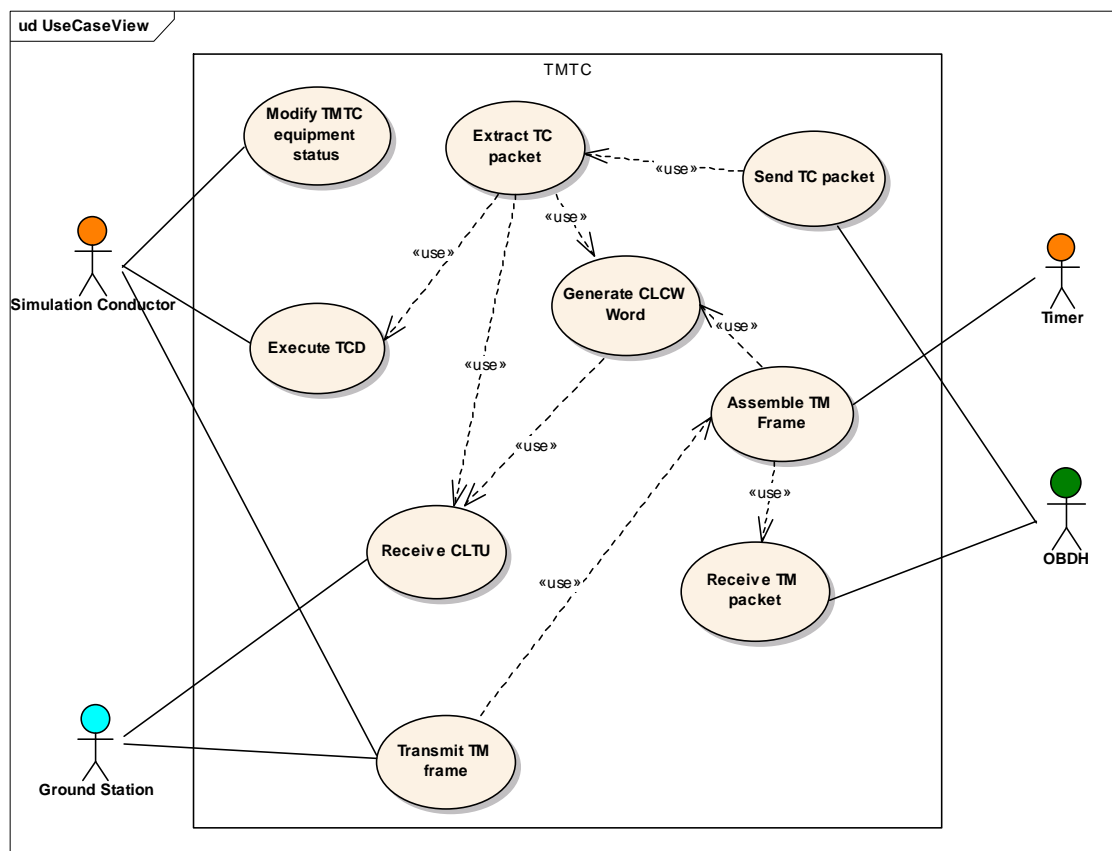 ud UseCaseView
TMTC
Modify TMTC
equipment
status
Extract TC
packet
Send TC packet
«use»
«use»
«use»
Simulation Conductor
Timer
Generate CLCW
Word
Execute TCD
«use»
«use»
Assemble TM
Frame
«use»
«use»
OBDH
Receive CLTU
«use»
Receive TM
packet
Ground Station
Transmit TM
frame